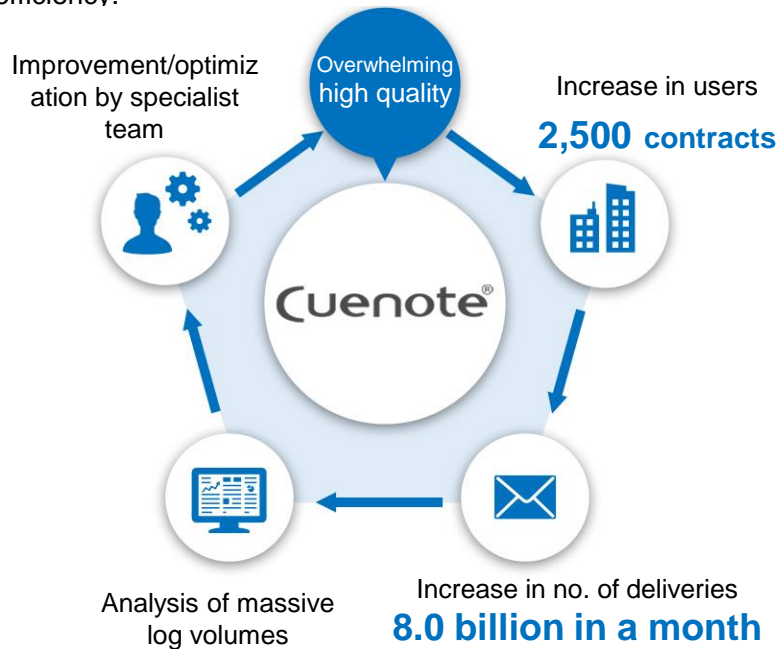 efficiency.
Overwhelming
high quality
Improvement/optimiz
ation by specialist
team
Increase in users
2,500 contracts
Cuenote®
Increase in no. of deliveries
8.0 billion in a month
Analysis of massive
log volumes